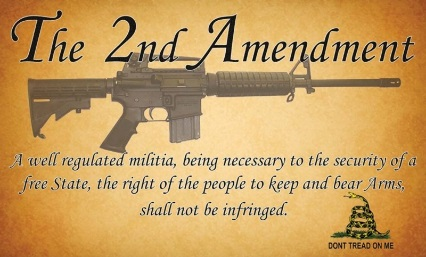 The 2nd Amendment
A well regulated militia, being necessary to the security of a
free State, the right of the people to keep and bear Arms,
shall not be infringed.
DONT TREAD ON ME